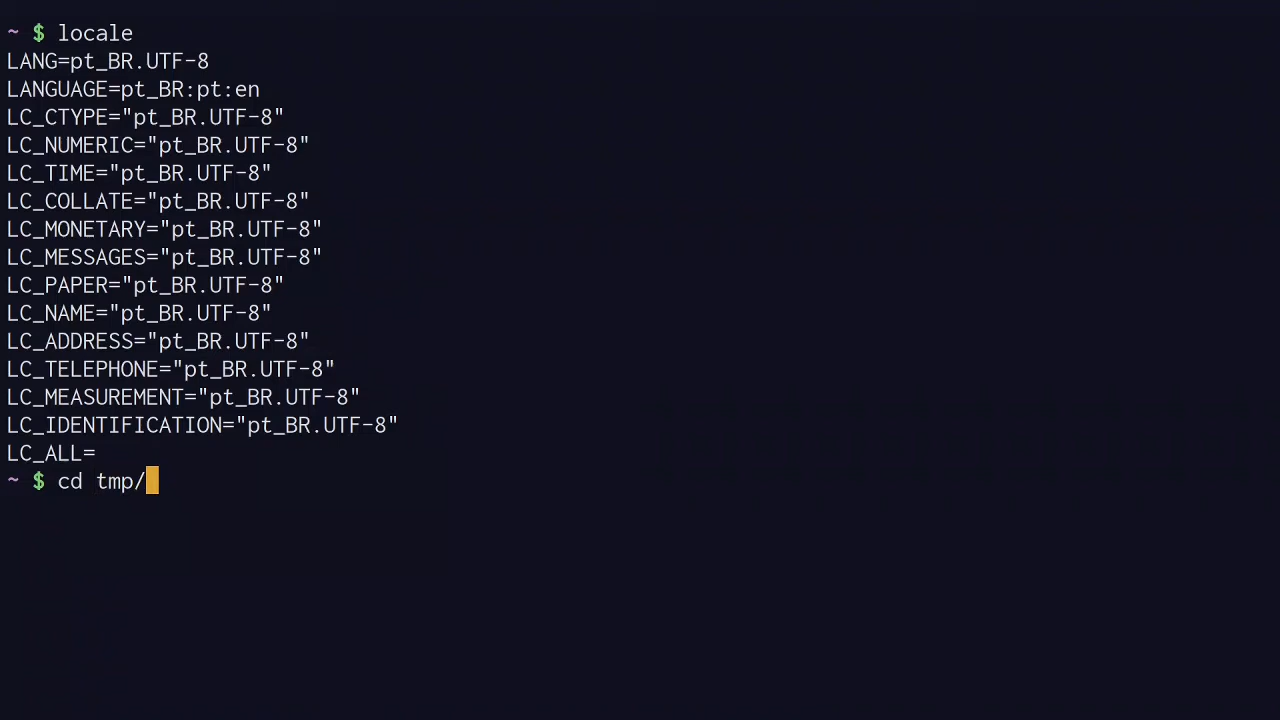 ~ $ locale
LANG=pt_BR.UTF-8
LANGUAGE=pt_BR:pt:en
LC_CTYPE="pt_BR.UTF-8"
LC_NUMERIC="pt_BR.UTF-8"
LC_TIME="pt_BR.UTF-8"
LC_COLLATE="pt_BR.UTF-8"
LC_MONETARY="pt_BR.UTF-8"
LC_MESSAGES="pt_BR.UTF-8"
LC_PAPER="pt_BR.UTF-8"
LC_NAME="pt_BR.UTF-8"
LC_ADDRESS="pt_BR.UTF-8"
LC_TELEPHONE="pt_BR.UTF-8"
LC_MEASUREMENT="pt_BR.UTF-8"
LC_IDENTIFICATION="pt_BR.UTF-8"
LC_ALL=
~ $ cd tmp/